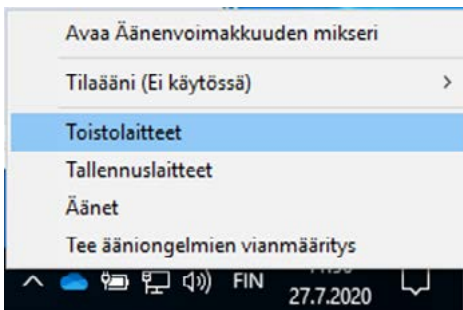 Avaa Äänenvoimakkuuden mikseri
Tilaääni (Ei käytössä)
Toistolaitteet
Tallennuslaitteet
Äänet
Tee ääniongelmien vianmääritys
FIN
27.7.2020